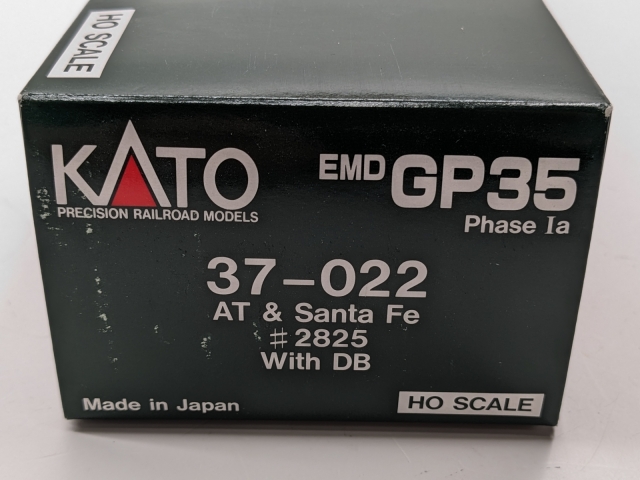 HO SCALE
KATO
PRECISION RAILROAD MODELS
EMD GP35
Phase Ia
37-022
AT & Santa Fe
#2825
With DB
Made in Japan
HO SCALE